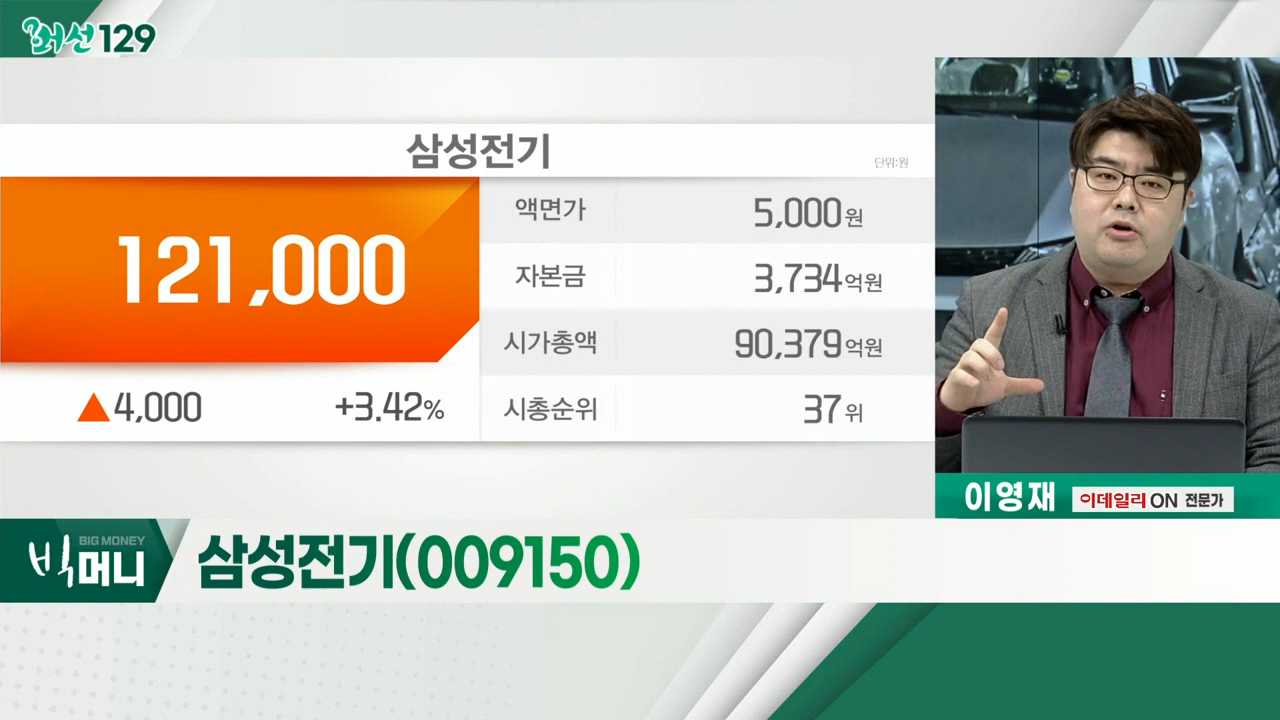 머선129
삼성전기
단위:원
121,000
▲4,000 +3.42%
액면가 5,000원
자본금 3,734억원
시가총액 90,379억원
시총순위 37위
이영재 이데일리ON 전문가
BIG MONEY
빅머니
삼성전기(009150)